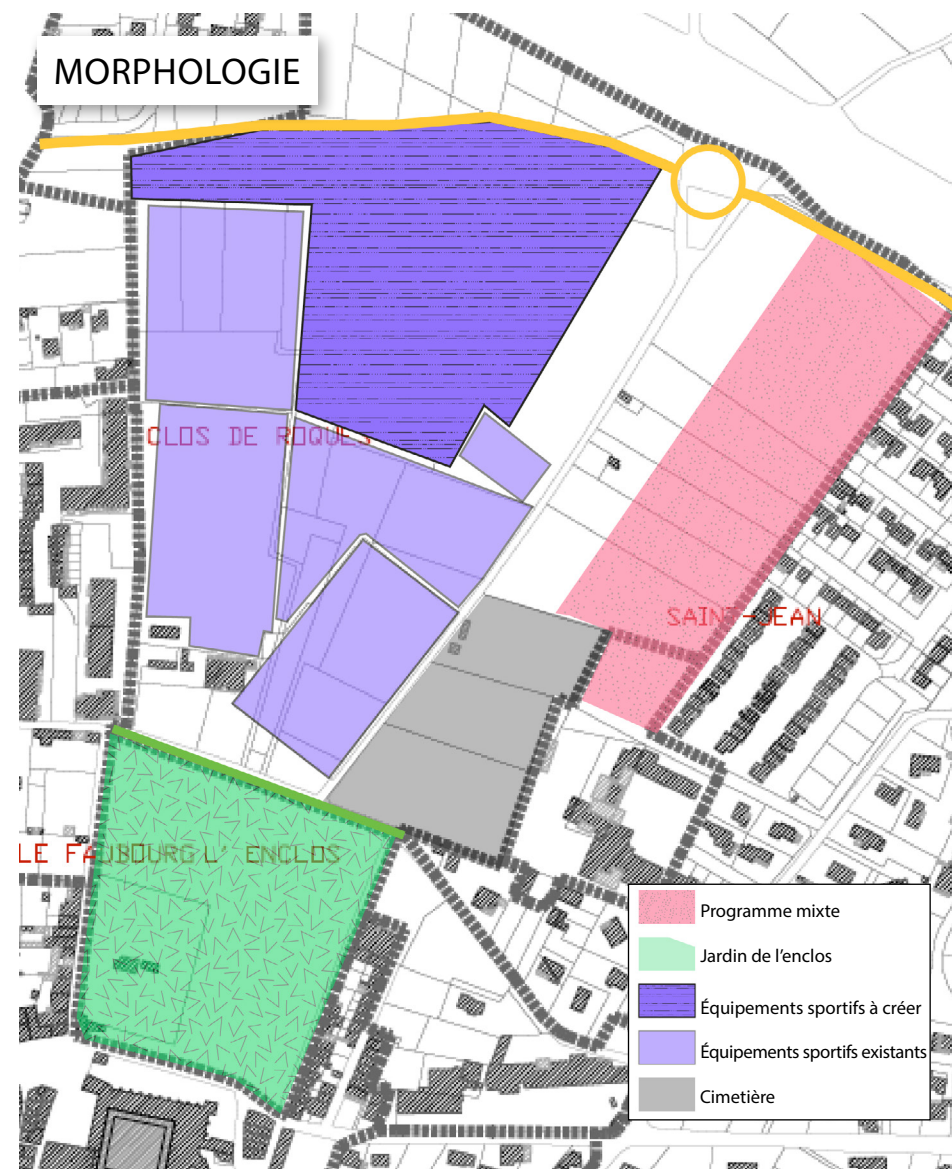 MORPHOLOGIE
CLOS DE ROQUES
SAINT-JEAN
LE FAUBOURG L' ENCLOS
Programme mixte
Jardin de l'enclos
Équipements sportifs à créer
Équipements sportifs existants
Cimetière